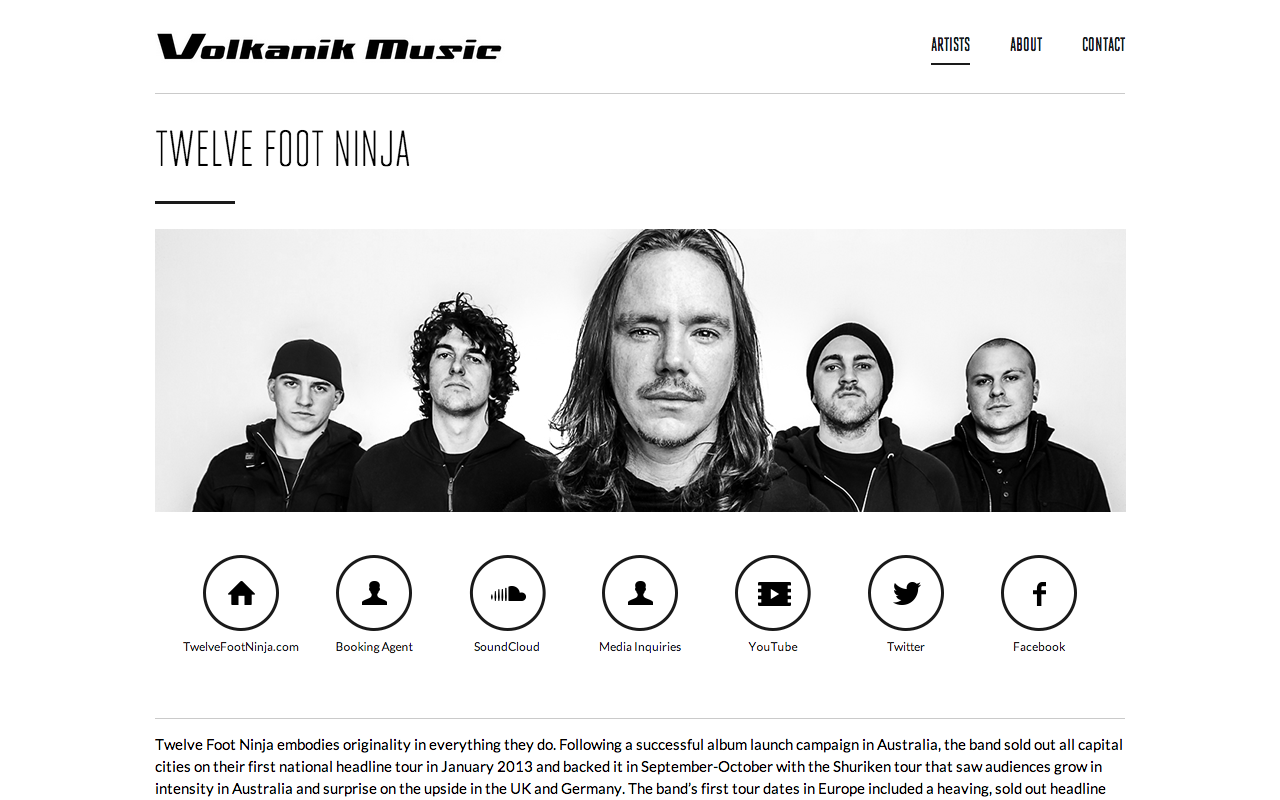 Volkanik Music
ARTISTS ABOUT CONTACT
TWELVE FOOT NINJA
TwelveFootNinja.com Booking Agent SoundCloud Media Inquiries YouTube Twitter Facebook
Twelve Foot Ninja embodies originality in everything they do. Following a successful album launch campaign in Australia, the band sold out all capital
cities on their first national headline tour in January 2013 and backed it in September-October with the Shuriken tour that saw audiences grow in
intensity in Australia and surprise on the upside in the UK and Germany. The band’s first tour dates in Europe included a heaving, sold out headline